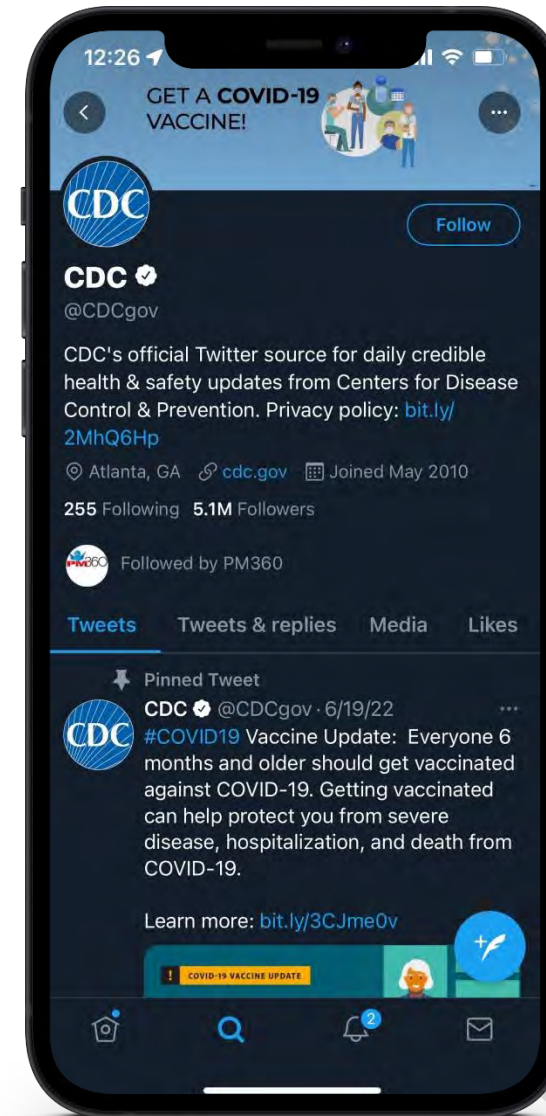 12:26
GET A COVID-19
VACCINE!
CDC
Follow
CDC
@CDCgov
CDC's official Twitter source for daily credible
health & safety updates from Centers for Disease
Control & Prevention. Privacy policy: bit.ly/
2MhQ6Hp
Atlanta, GA cdc.gov Joined May 2010
255 Following 5.1M Followers
PM360 Followed by PM360
Tweets Tweets & replies Media Likes
Pinned Tweet
CDC CDC @CDCgov · 6/19/22 ···
#COVID19 Vaccine Update: Everyone 6
months and older should get vaccinated
against COVID-19. Getting vaccinated
can help protect you from severe
disease, hospitalization, and death from
COVID-19.
Learn more: bit.ly/3CJme0v
! COVID-19 VACCINE UPDATE
2